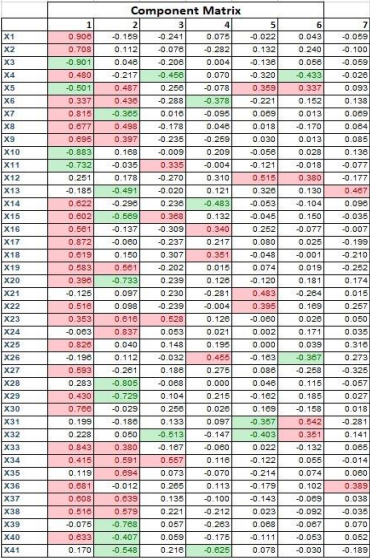 Component Matrix
1 2 3 4 5 6 7
X1 0.906 -0.159 -0.241 0.075 -0.022 0.043 -0.059
X2 0.708 0.112 -0.076 -0.282 0.132 0.240 -0.100
X3 -0.901 0.046 -0.206 0.004 -0.136 0.056 -0.059
X4 0.480 -0.217 -0.456 0.070 -0.320 -0.433 -0.026
X5 -0.501 0.487 0.256 -0.078 0.359 0.337 0.093
X6 0.337 0.436 -0.288 -0.378 -0.221 0.152 0.138
X7 0.815 -0.365 0.016 -0.095 0.069 0.013 0.069
X8 0.677 0.498 -0.178 0.046 0.018 -0.170 0.064
X9 0.695 0.397 -0.235 -0.259 0.030 0.013 0.085
X10 -0.883 0.168 -0.009 0.209 -0.056 0.028 0.136
X11 -0.732 -0.035 0.335 -0.004 -0.121 -0.018 -0.077
X12 0.251 0.178 -0.270 0.310 0.515 0.380 -0.177
X13 -0.185 -0.491 -0.020 0.121 0.326 0.130 0.467
X14 0.622 -0.296 0.236 -0.483 -0.053 -0.104 0.096
X15 0.602 -0.569 0.368 0.132 -0.045 0.150 -0.035
X16 0.561 -0.137 -0.309 0.340 0.252 -0.077 -0.007
X17 0.872 -0.060 -0.237 0.217 0.080 0.025 -0.199
X18 0.619 0.150 0.307 0.351 -0.048 -0.001 -0.210
X19 0.583 0.561 -0.202 0.015 0.074 0.019 -0.252
X20 0.396 -0.733 0.239 0.126 -0.120 0.181 0.174
X21 -0.125 0.097 0.230 -0.281 0.483 -0.264 0.015
X22 0.516 0.098 -0.239 -0.004 0.395 0.169 0.257
X23 0.353 0.616 0.528 0.126 -0.060 0.026 0.050
X24 -0.063 0.837 0.053 0.021 0.002 0.171 0.035
X25 0.826 0.040 0.148 0.195 0.000 0.039 0.316
X26 -0.196 0.112 -0.032 0.465 -0.163 -0.367 0.273
X27 0.593 -0.261 0.186 0.275 0.086 -0.258 -0.325
X28 0.283 -0.805 -0.068 0.000 0.046 0.115 -0.057
X29 0.430 -0.729 0.104 0.215 -0.162 0.185 0.027
X30 0.766 -0.029 0.256 0.026 0.169 -0.158 0.018
X31 0.199 -0.186 0.133 0.097 -0.367 0.542 -0.281
X32 0.228 0.050 -0.513 -0.147 -0.403 0.351 0.141
X33 0.843 0.380 -0.167 -0.060 0.022 -0.132 0.065
X34 0.415 0.591 0.557 0.116 -0.122 0.055 -0.014
X35 0.119 0.694 0.073 -0.070 -0.214 0.074 0.060
X36 0.681 -0.012 0.265 0.113 -0.179 0.102 0.389
X37 0.608 0.639 0.135 -0.100 -0.143 -0.069 0.038
X38 0.516 0.579 0.221 -0.212 0.023 -0.092 -0.035
X39 -0.075 -0.768 0.057 -0.263 0.068 -0.067 0.070
X40 0.633 -0.407 0.059 -0.175 -0.111 -0.053 0.052
X41 0.170 -0.548 0.216 -0.625 0.078 -0.030 -0.189